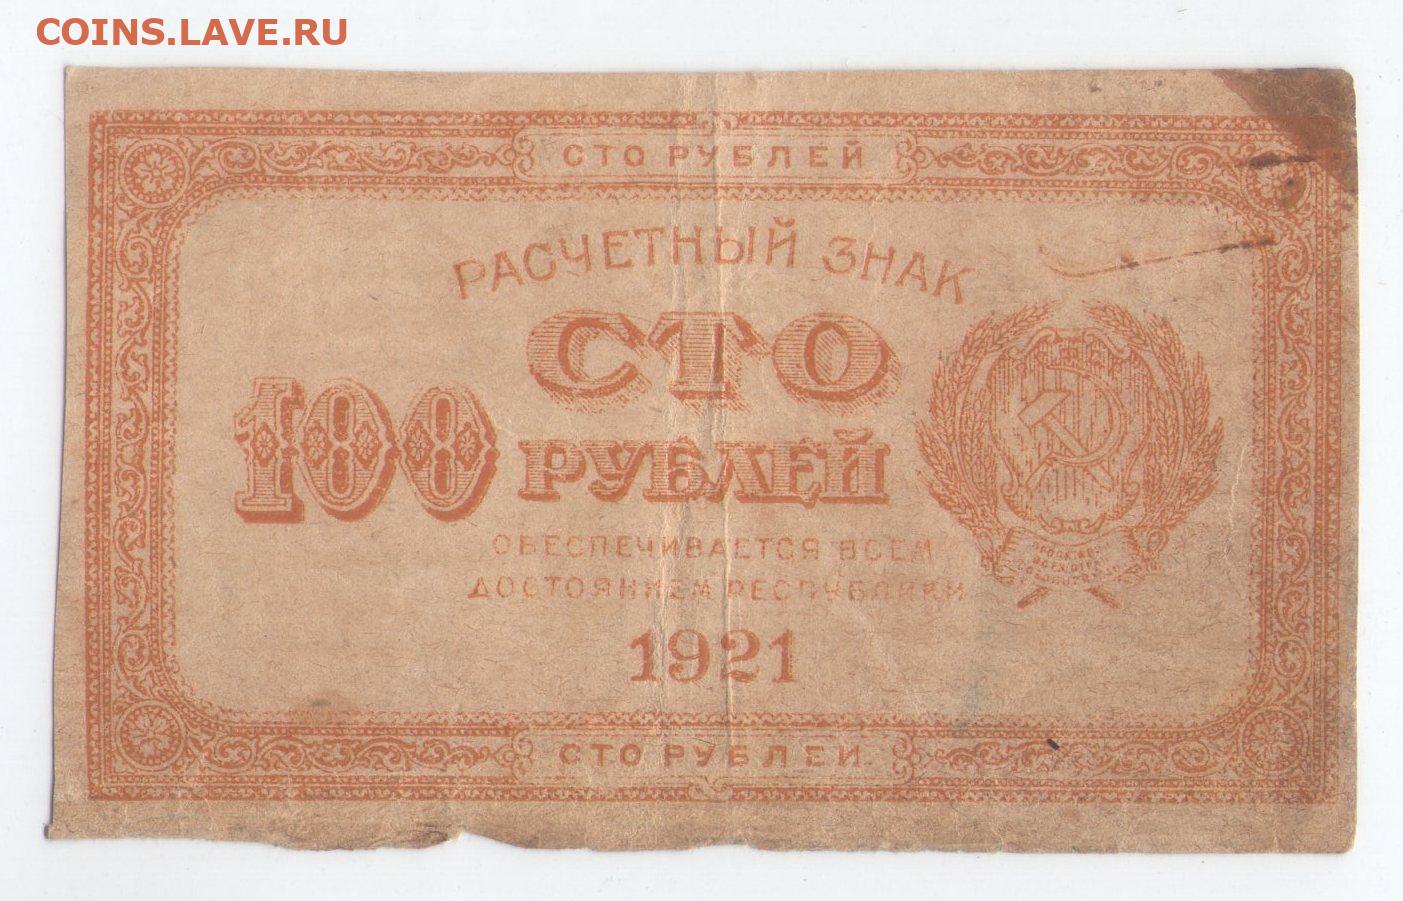 COINS.LAVE.RU
СТО РУБЛЕЙ
РАСЧЕТНЫЙ ЗНАК
СТО
100 РУБЛЕЙ
ОБЕСПЕЧИВАЕТСЯ ВСЕМ
ДОСТОЯНИЕМ РЕСПУБЛИКИ
1921
СТО РУБЛЕЙ.